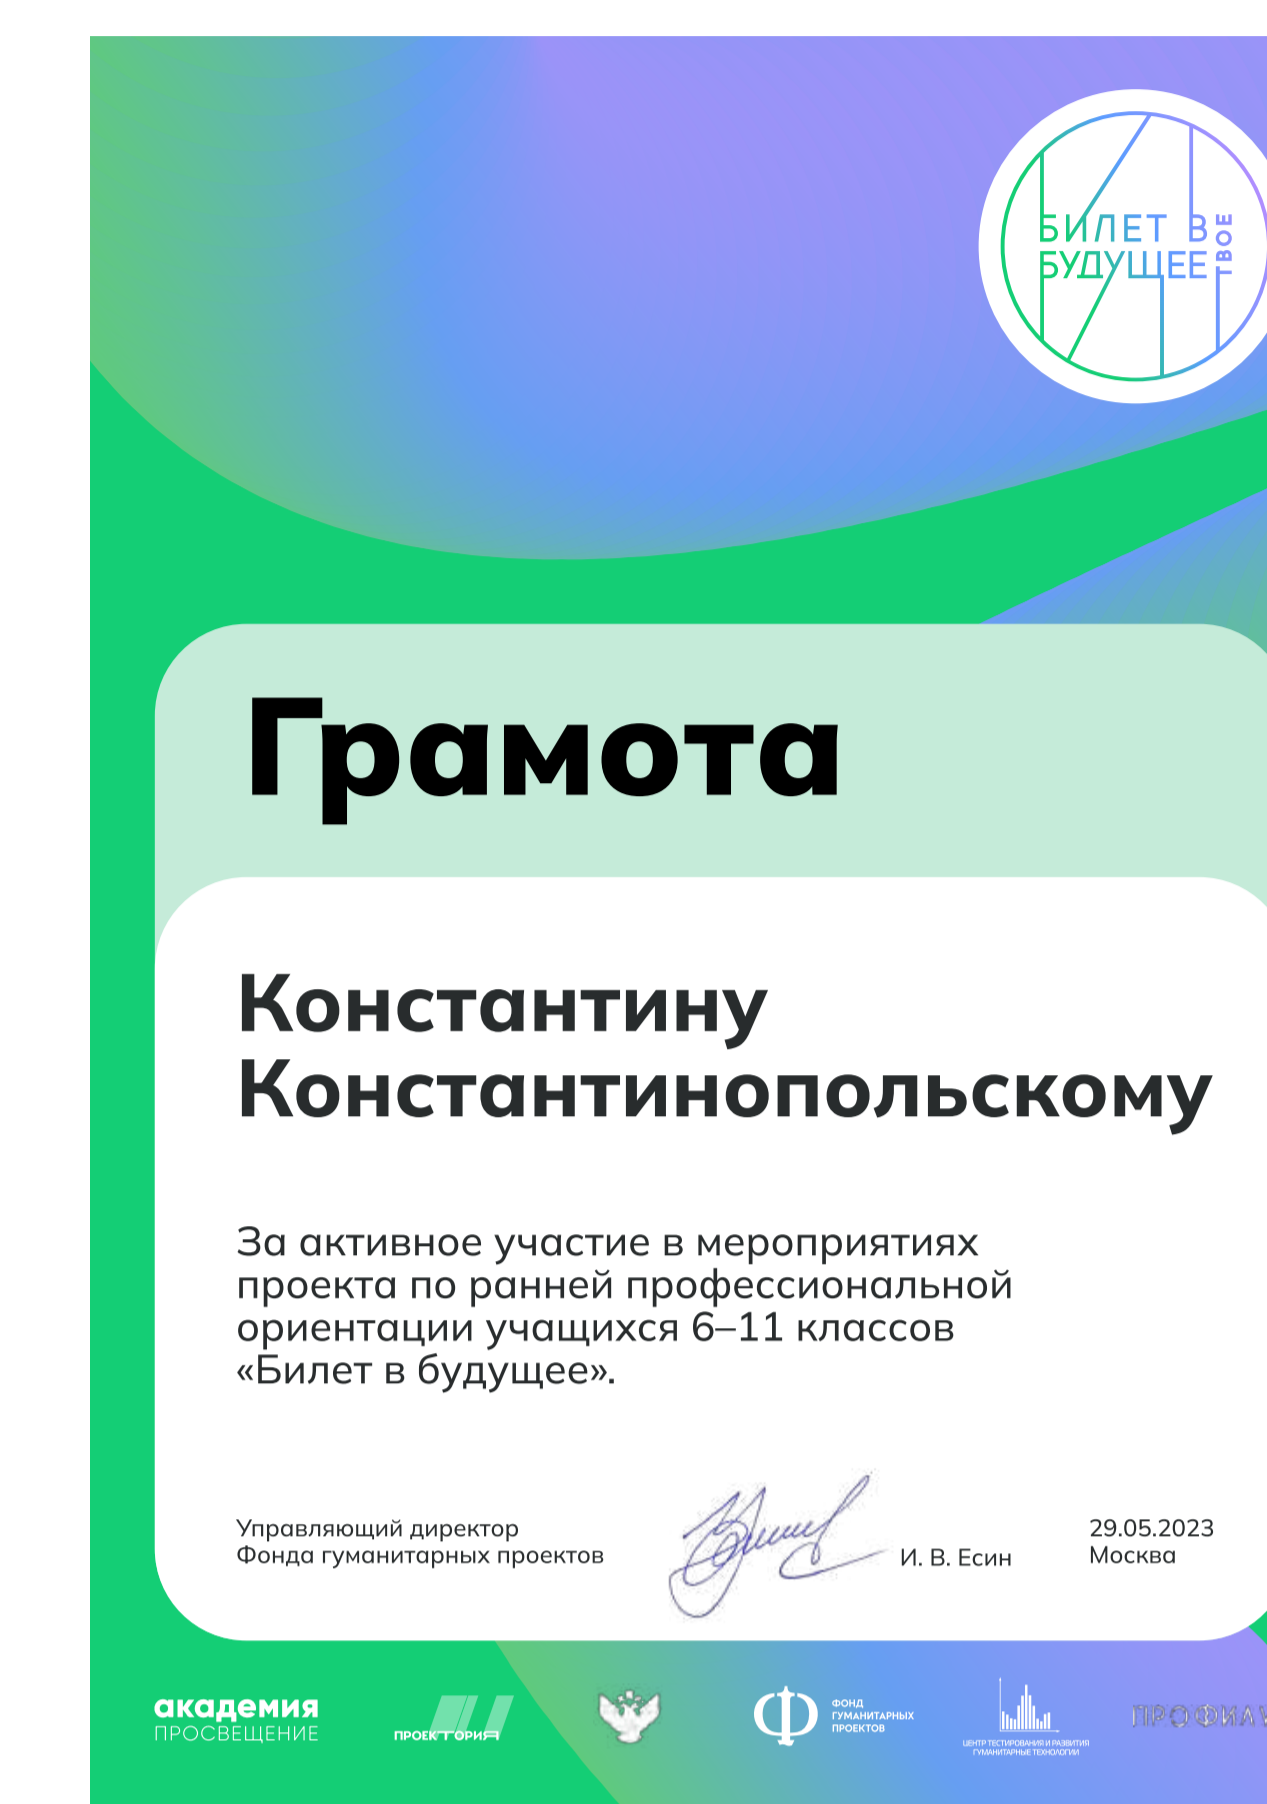 БИЛЕТ В
БУДУЩЕЕ
ТВОЕ
Грамота
Константину
Константинопольскому
За активное участие в мероприятиях
проекта по ранней профессиональной
ориентации учащихся 6–11 классов
«Билет в будущее».
Управляющий директор
Фонда гуманитарных проектов
И. В. Есин
29.05.2023
Москва
академия
ПРОСВЕЩЕНИЕ
ПРОЕКТОРИЯ
ФОНД
ГУМАНИТАРНЫХ
ПРОЕКТОВ
ЦЕНТР ТЕСТИРОВАНИЯ И РАЗВИТИЯ
ГУМАНИТАРНЫЕ ТЕХНОЛОГИИ